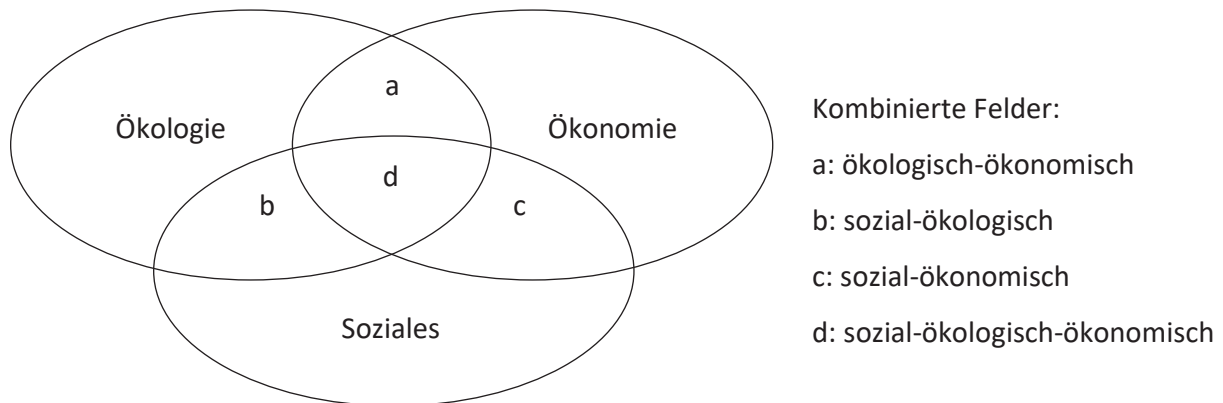 a
Ökologie
Ökonomie
d
b
c
Soziales
Kombinierte Felder:
a: ökologisch-ökonomisch
b: sozial-ökologisch
c: sozial-ökonomisch
d: sozial-ökologisch-ökonomisch